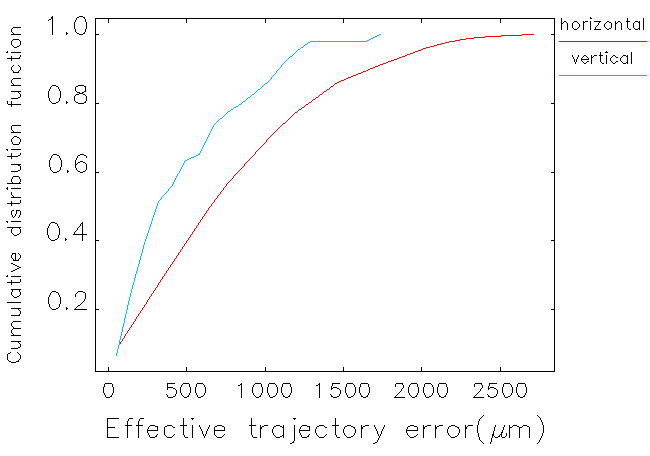 Cumulative distribution function
1.0
0.8
0.6
0.4
0.2
0 500 1000 1500 2000 2500
Effective trajectory error(μm)
horizontal
vertical